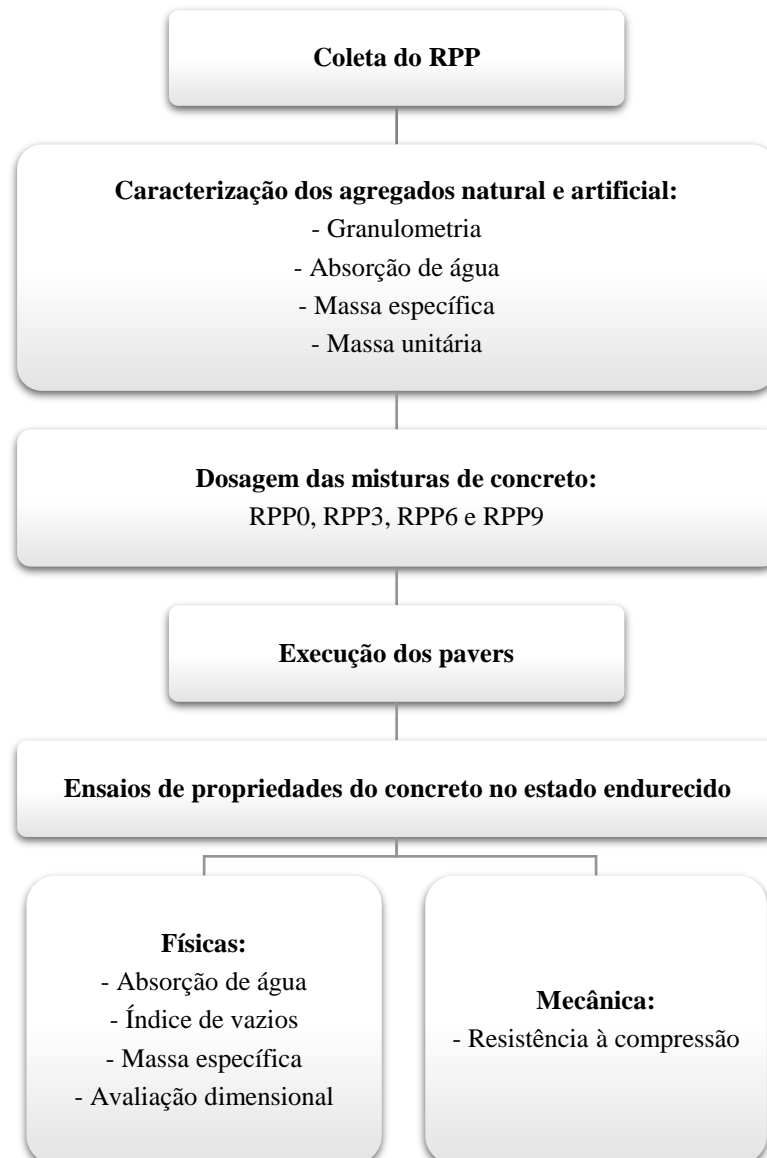 Coleta do RPP
Caracterização dos agregados natural e artificial:
- Granulometria
- Absorção de água
- Massa específica
- Massa unitária
Dosagem das misturas de concreto:
RPP0, RPP3, RPP6 e RPP9
Execução dos pavers
Ensaios de propriedades do concreto no estado endurecido
Físicas:
- Absorção de água
- Índice de vazios
- Massa específica
- Avaliação dimensional
Mecânica:
- Resistência à compressão